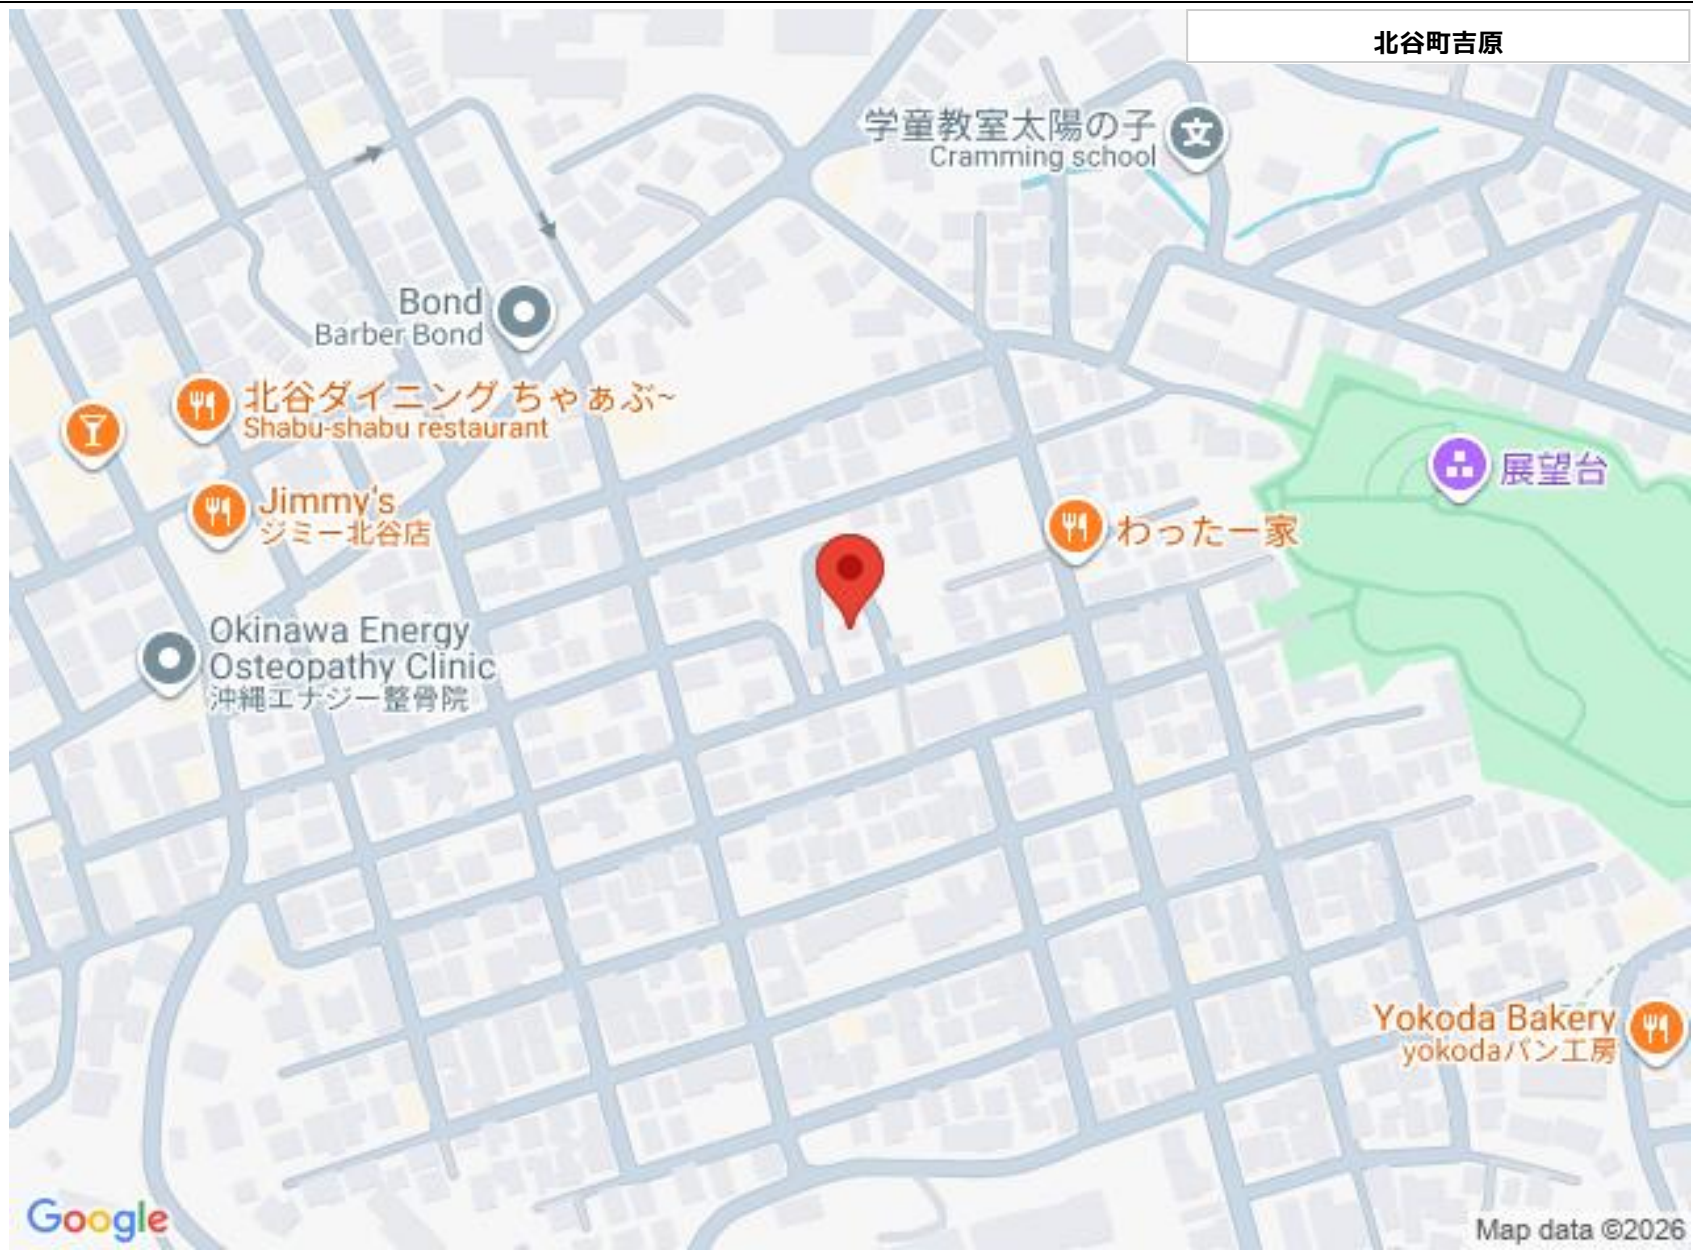 北谷町吉原
学童教室太陽の子
Cramming school
Bond
Barber Bond
北谷ダイニング ちゃぁぶ~
Shabu-shabu restaurant
Jimmy's
ジミー北谷店
展望台
わったー家
Okinawa Energy
Osteopathy Clinic
沖縄エナジー整骨院
Yokoda Bakery
yokodaパン工房
Google
Map data ©2026